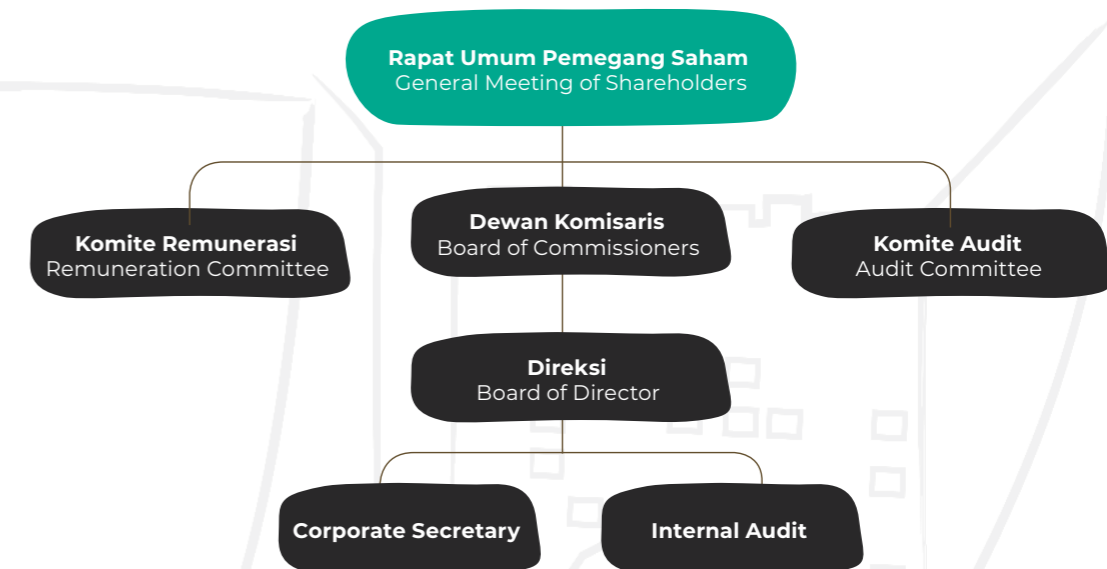 Rapat Umum Pemegang Saham
General Meeting of Shareholders
Komite Remunerasi
Remuneration Committee
Dewan Komisaris
Board of Commissioners
Komite Audit
Audit Committee
Direksi
Board of Director
Corporate Secretary
Internal Audit